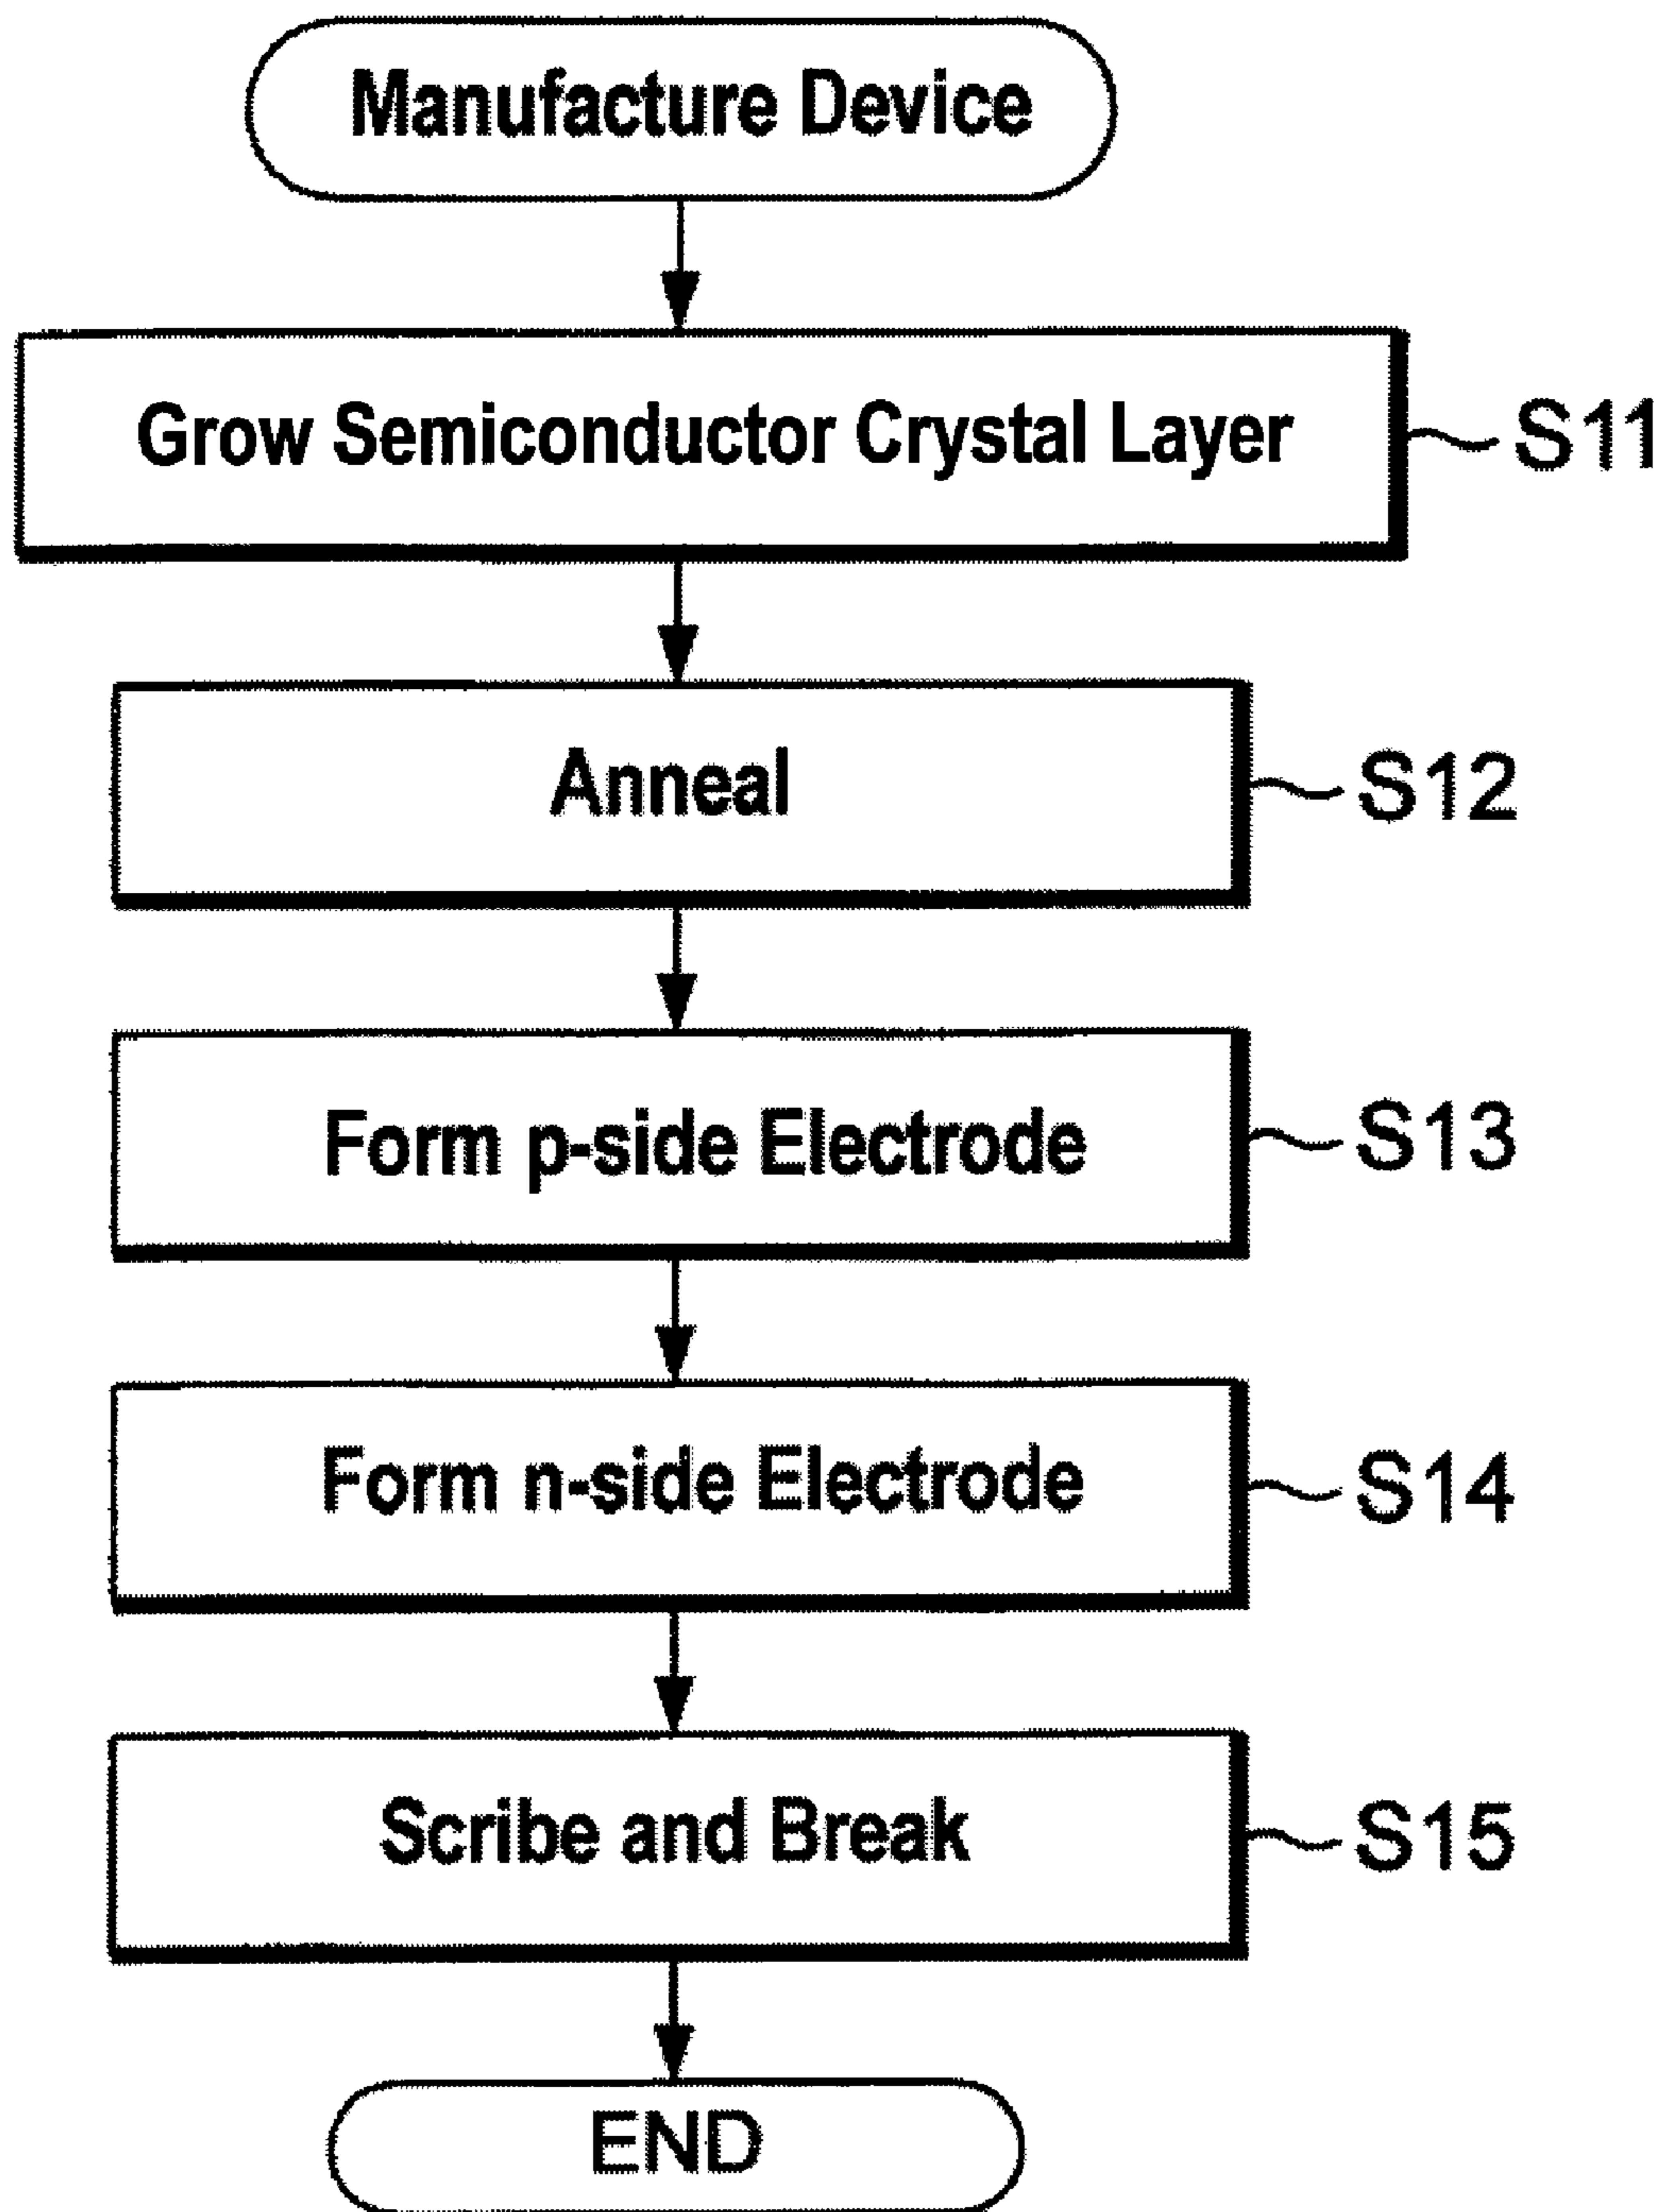 Manufacture Device
Grow Semiconductor Crystal Layer
S11
Anneal
S12
Form p-side Electrode
S13
Form n-side Electrode
S14
Scribe and Break
S15
END